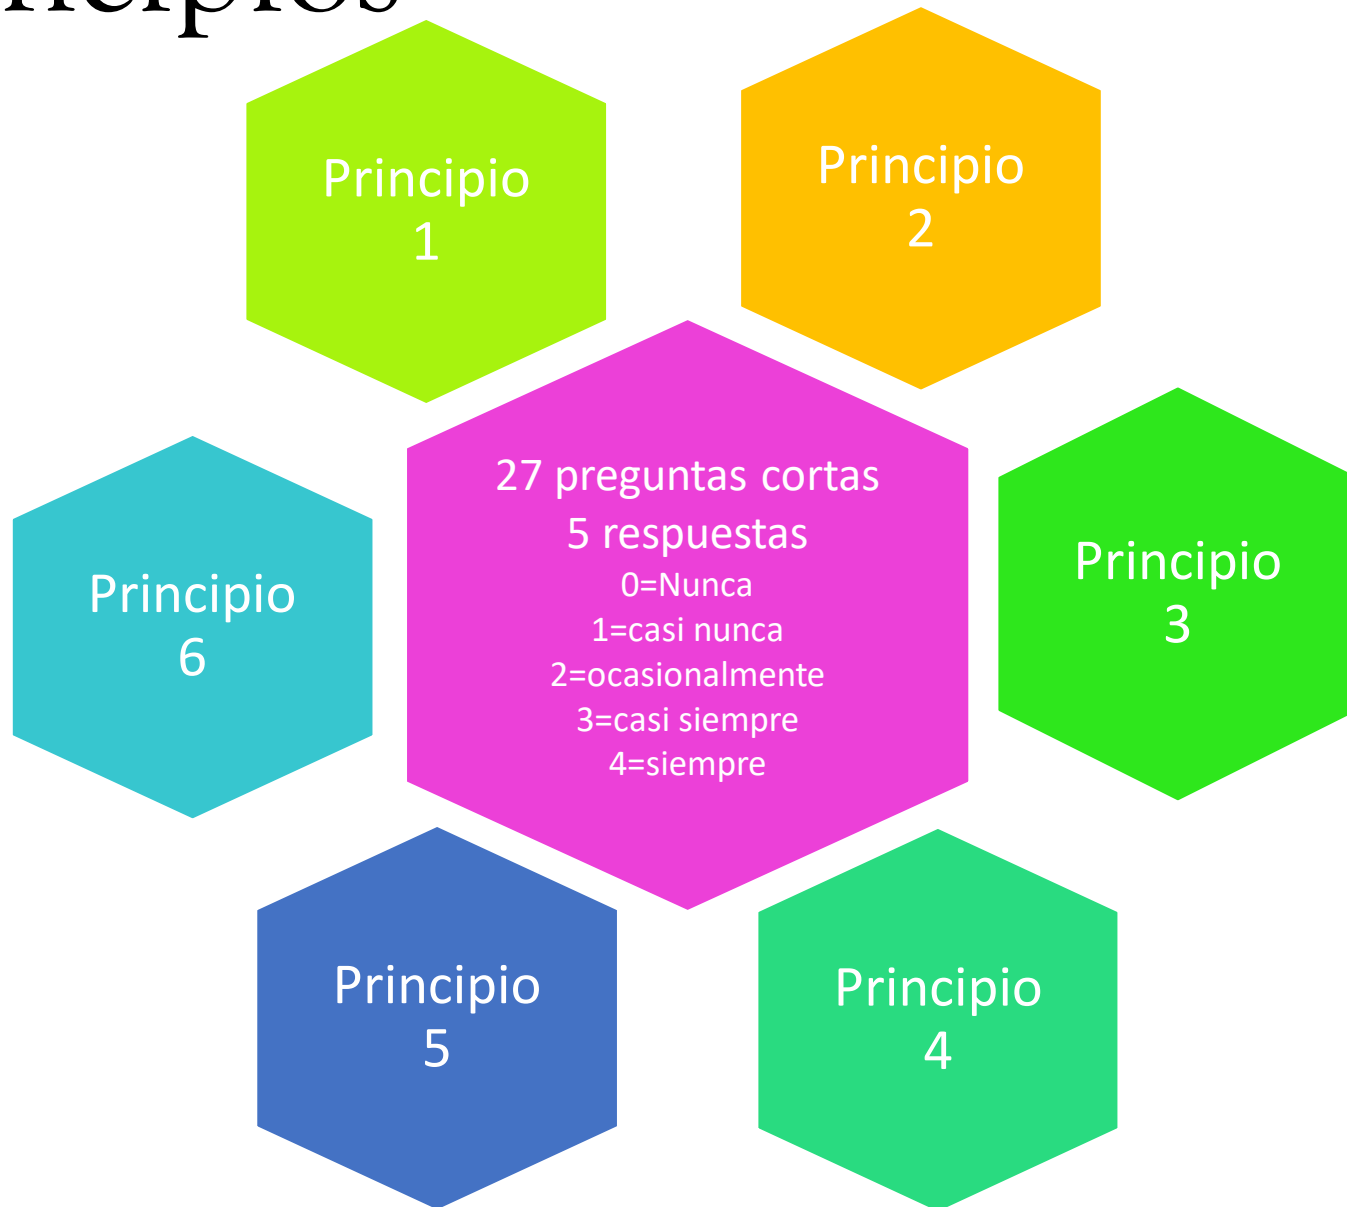 Principio
1
Principio
2
27 preguntas cortas
5 respuestas
0=Nunca
1=casi nunca
2=ocasionalmente
3=casi siempre
4=siempre
Principio
3
Principio
6
Principio
5
Principio
4